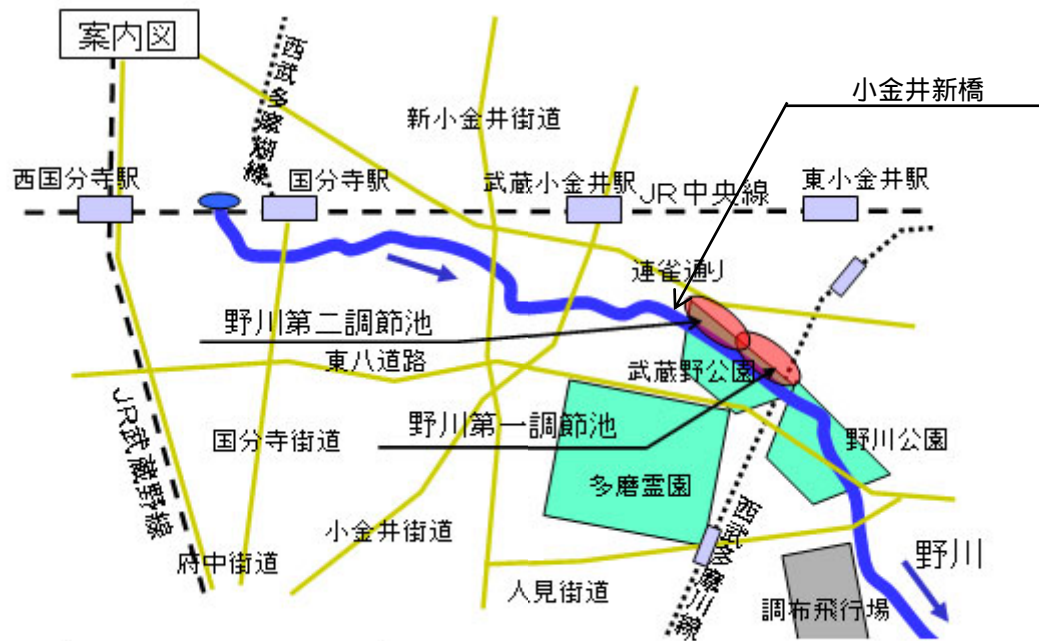 案内図
西武多摩湖線
小金井新橋
新小金井街道
西国分寺駅
国分寺駅
武蔵小金井駅
JR中央線
東小金井駅
連雀通り
野川第二調節池
東八道路
武蔵野公園
JR武蔵野線
国分寺街道
野川第一調節池
野川公園
多磨霊園
小金井街道
府中街道
人見街道
西武多摩川線
野川
調布飛行場